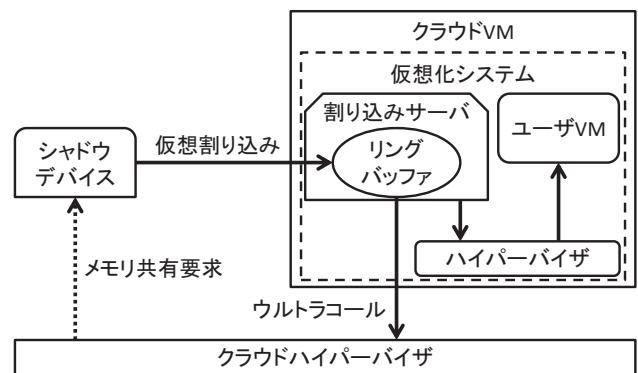 クラウドVM
仮想化システム
割り込みサーバ
ユーザVM
リング
バッファ
シャドウ
デバイス
仮想割り込み
ハイパーバイザ
メモリ共有要求
ウルトラコール
クラウドハイパーバイザ